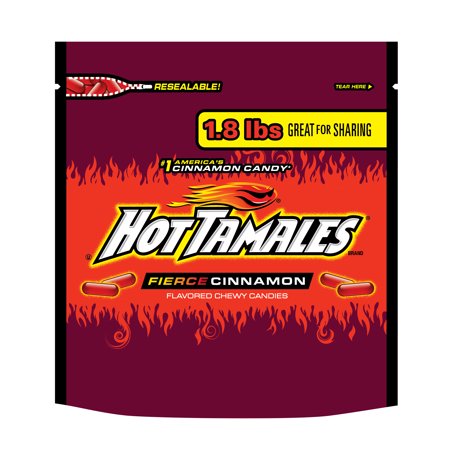 RESEALABLE!
TEAR HERE
1.8 lbs GREAT FOR SHARING
#1 AMERICA'S
CINNAMON CANDY*
HOT TAMALES®
BRAND
FIERCE CINNAMON
FLAVORED CHEWY CANDIES